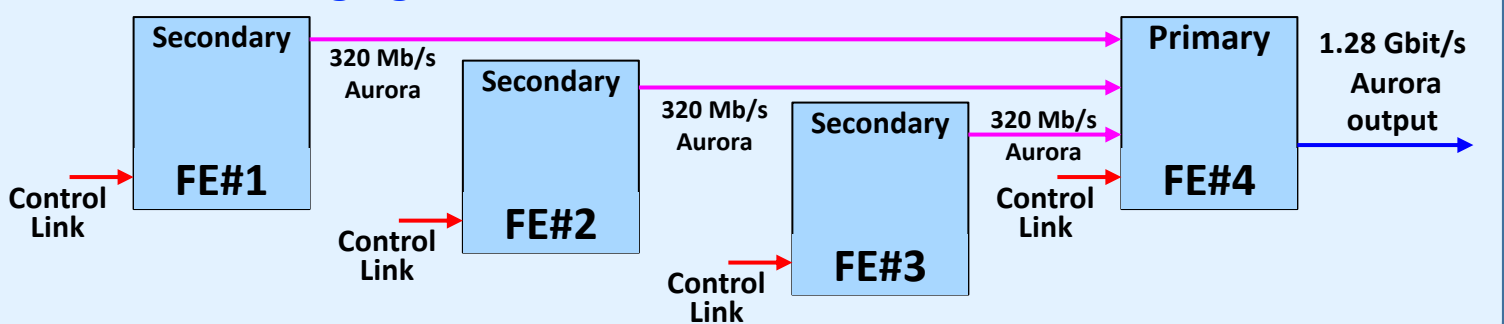 Secondary
FE#1
Control
Link
320 Mb/s
Aurora
Secondary
FE#2
Control
Link
320 Mb/s
Aurora
Secondary
FE#3
Control
Link
320 Mb/s
Aurora
Primary
FE#4
Control
Link
1.28 Gbit/s
Aurora
output